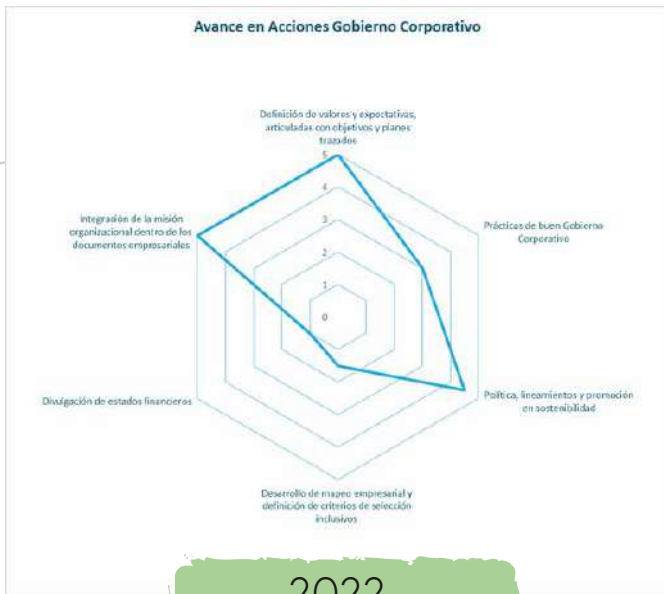 Avance en Acciones Gobierno Corporativo
Definición de valores y expectativas,
articuladas con objetivos y planes
trazados
5
4
3
2
1
0
Prácticas de buen Gobierno
Corporativo
Política, lineamientos y promoción
en sostenibilidad
Desarrollo de mapeo empresarial y
definición de criterios de selección
inclusivos
Divulgación de estados financieros
Integración de la misión
organizacional dentro de los
documentos empresariales
2022